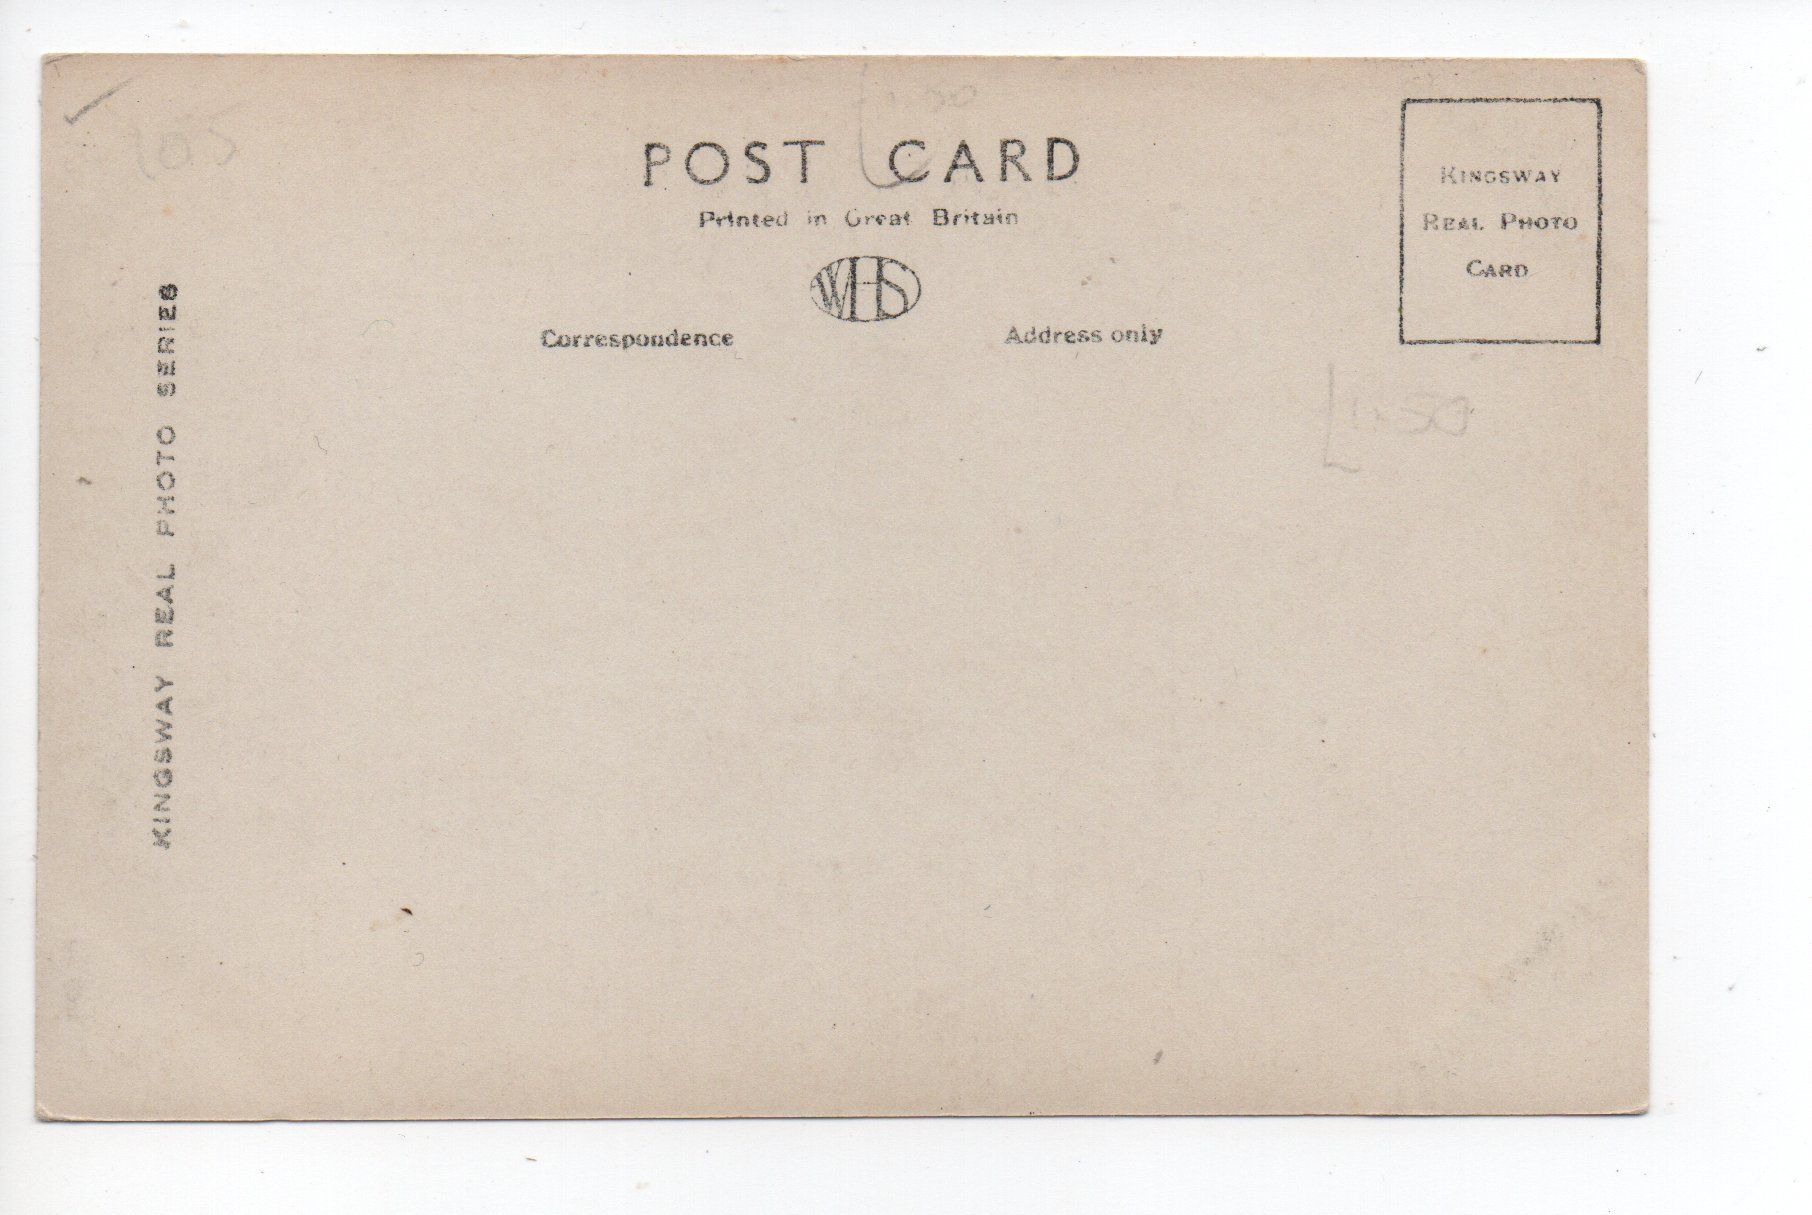 POST CARD
Printed in Great Britain
WHS
Correspondence
Address only
KINGSWAY
REAL PHOTO
CARD
KINGSWAY REAL PHOTO SERIES